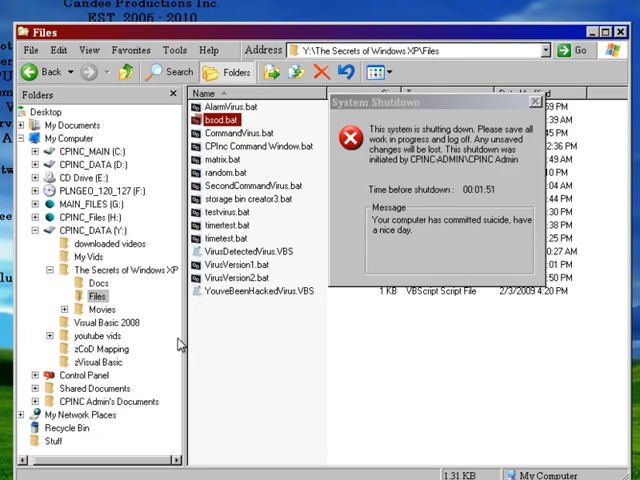 Candee Productions Inc.
EST. 2005 - 2010
Files
File Edit View Favorites Tools Help Address Y:\The Secrets of Windows XP\Files Go
Back Search Folders
Folders
Desktop
My Documents
My Computer
CPINC_MAIN (C:)
CPINC_DATA (D:)
CD Drive (E:)
PLNGEO_120_127 (F:)
MAIN_FILES (G:)
CPINC_Files (H:)
CPINC_DATA (Y:)
downloaded videos
My Vids
The Secrets of Windows XP
Docs
Files
Movies
Visual Basic 2008
youtube vids
zCoD Mapping
zVisual Basic
Control Panel
Shared Documents
CPINC Admin's Documents
My Network Places
Recycle Bin
Stuff
Name
AlarmVirus.bat
bsod.bat
CommandVirus.bat
CPInc Command Window.bat
matrix.bat
random.bat
SecondCommandVirus.bat
storage bin creator3.bat
testvirus.bat
timertest.bat
timetest.bat
VirusDetectedVirus.VBS
VirusVersion1.bat
VirusVersion2.bat
YouveBeenHackedVirus.VBS 1 KB VBScript Script File 2/3/2009 4:20 PM
System Shutdown
This system is shutting down. Please save all
work in progress and log off. Any unsaved
changes will be lost. This shutdown was
initiated by CPINC-ADMIN\CPINC Admin
Time before shutdown : 00:01:51
Message
Your computer has committed suicide, have
a nice day.
1.31 KB My Computer